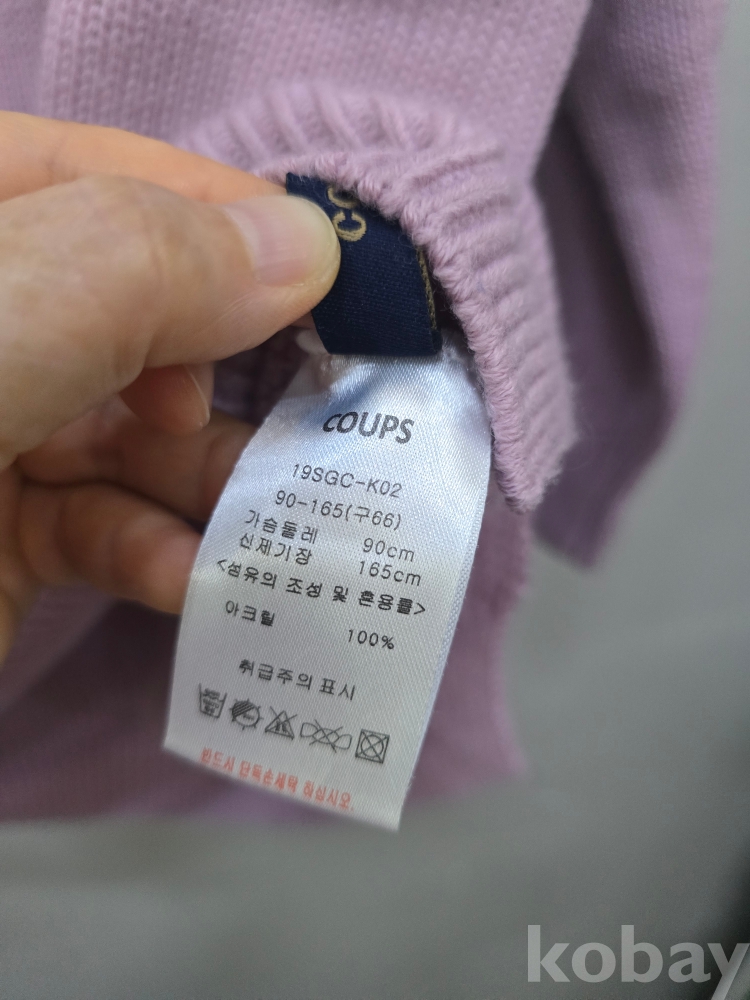 CO
COUPS
19SGC-K02
90-165(구66)
가슴둘레 90cm
신제기장 165cm
<섬유의 조성 및 혼용률>
아크릴 100%
취급주의 표시
반드시 단독손세탁 하십시오.
kobay